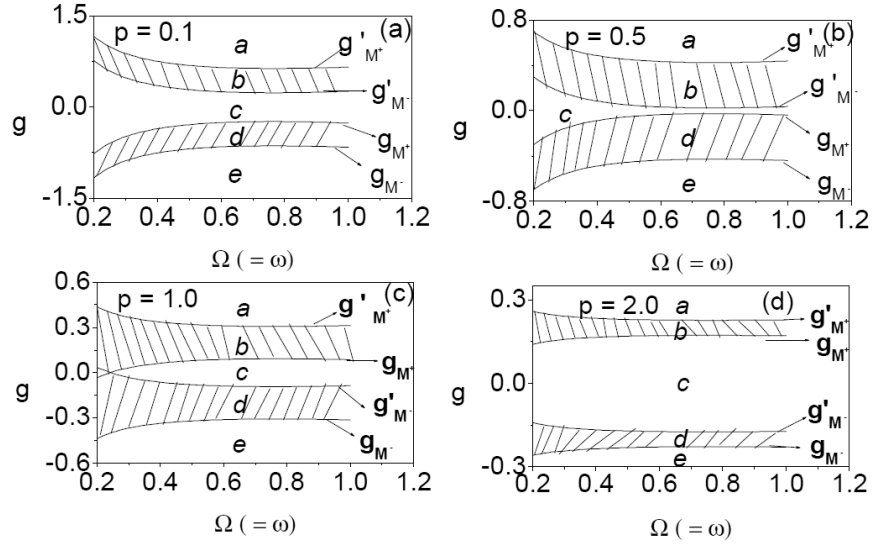 1.5
p = 0.1
a
(a)
g'M+
b
g'M-
0.0
g
c
gM+
d
gM-
e
-1.5
0.2 0.4 0.6 0.8 1.0 1.2
Ω ( = ω)
0.8
p = 0.5
a
g'M+
(b)
b
g'M-
0.0
g
c
gM+
d
gM-
e
-0.8
0.2 0.4 0.6 0.8 1.0 1.2
Ω ( = ω)
0.6
p = 1.0
a
(c)
g'M+
0.3
b
gM+
0.0
g
c
g'M-
-0.3
d
gM-
e
-0.6
0.2 0.4 0.6 0.8 1.0 1.2
Ω ( = ω)
0.3
p = 2.0
a
(d)
g'M+
b
gM+
0.0
g
c
g'M-
d
gM-
e
-0.3
0.2 0.4 0.6 0.8 1.0 1.2
Ω ( = ω)